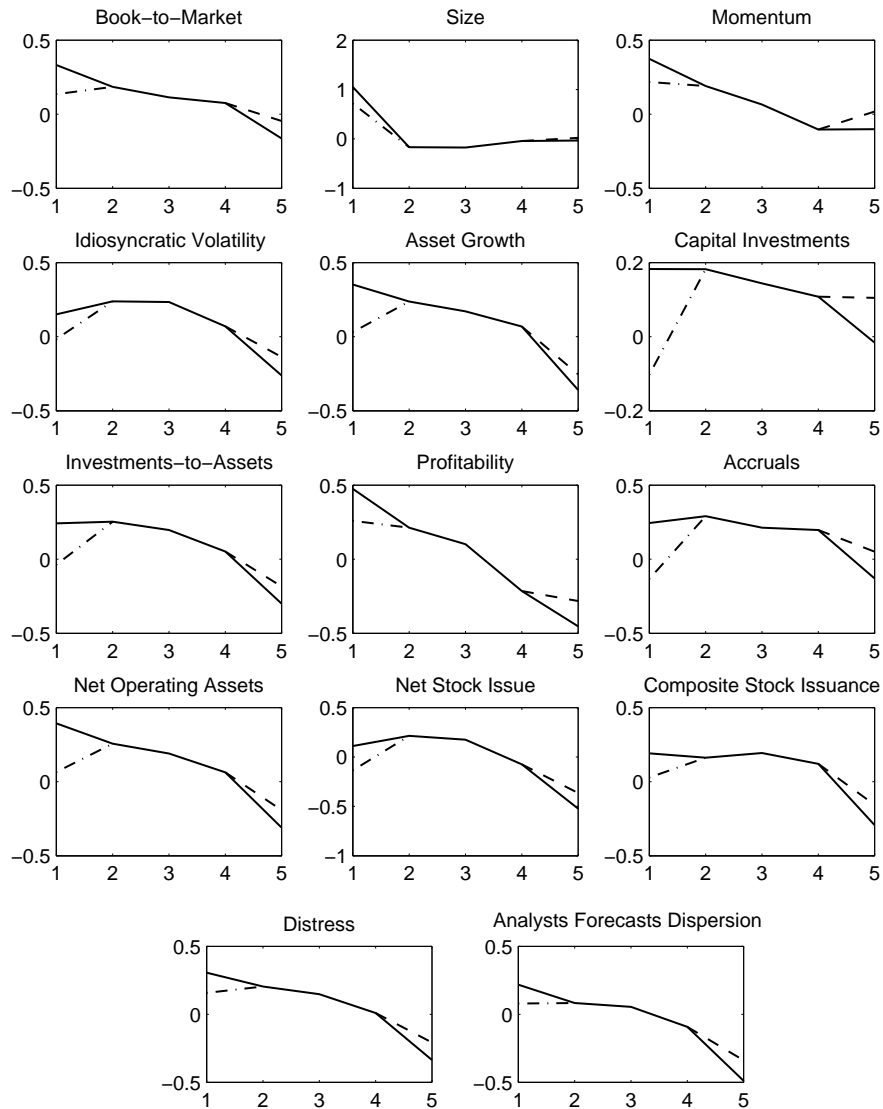 Book−to−Market
0.5
0
−0.5
1 2 3 4 5
Size
2
1
0
−1
1 2 3 4 5
Momentum
0.5
0
−0.5
1 2 3 4 5
Idiosyncratic Volatility
0.5
0
−0.5
1 2 3 4 5
Asset Growth
0.5
0
−0.5
1 2 3 4 5
Capital Investments
0.2
0
−0.2
1 2 3 4 5
Investments−to−Assets
0.5
0
−0.5
1 2 3 4 5
Profitability
0.5
0
−0.5
1 2 3 4 5
Accruals
0.5
0
−0.5
1 2 3 4 5
Net Operating Assets
0.5
0
−0.5
1 2 3 4 5
Net Stock Issue
0.5
0
−0.5
−1
1 2 3 4 5
Composite Stock Issuance
0.5
0
−0.5
1 2 3 4 5
Distress
0.5
0
−0.5
1 2 3 4 5
Analysts Forecasts Dispersion
0.5
0
−0.5
1 2 3 4 5